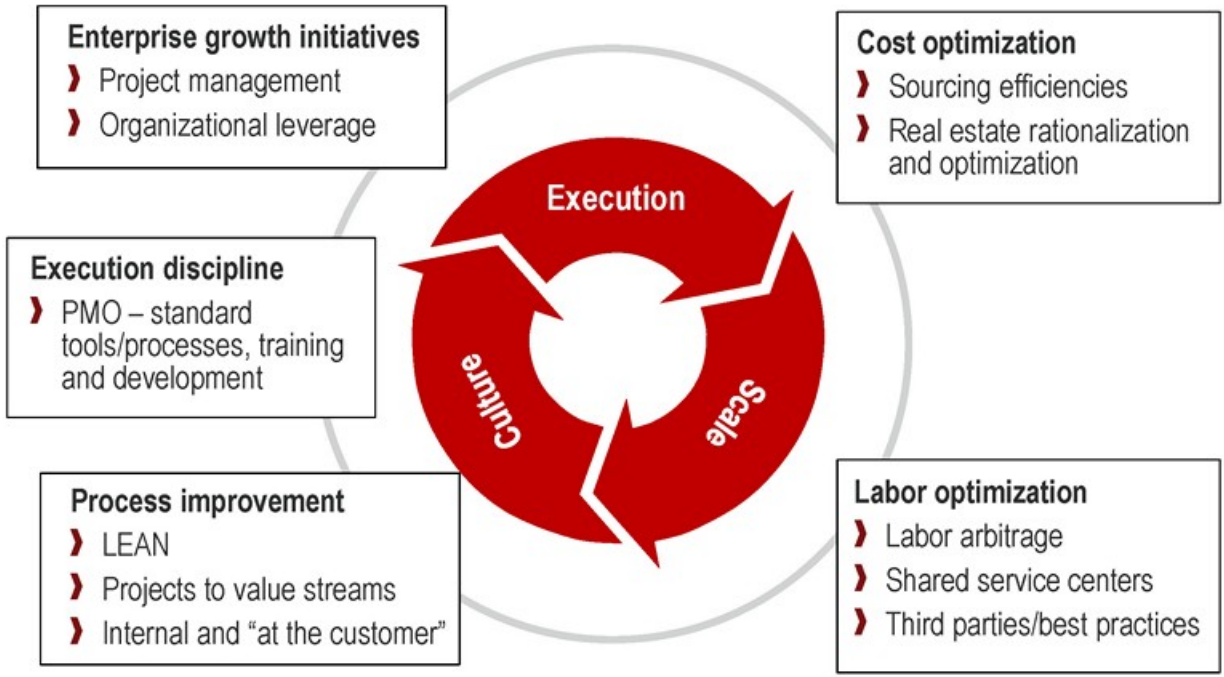 Enterprise growth initiatives
Project management
Organizational leverage
Cost optimization
Sourcing efficiencies
Real estate rationalization
and optimization
Execution
Execution discipline
PMO – standard
tools/processes, training
and development
Culture
Scale
Process improvement
LEAN
Projects to value streams
Internal and “at the customer”
Labor optimization
Labor arbitrage
Shared service centers
Third parties/best practices